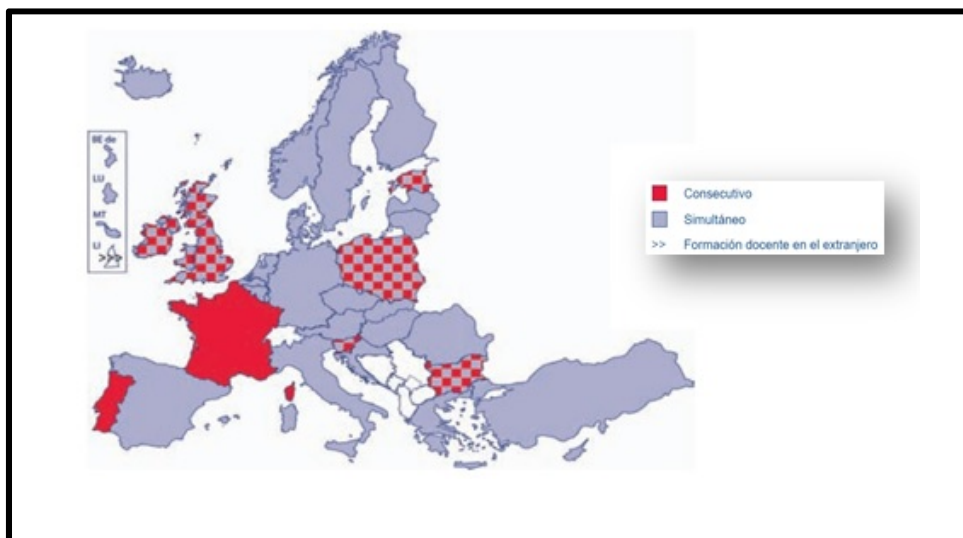 BE de
LU
MT
LI
>>>
Consecutivo
Simultáneo
>> Formación docente en el extranjero